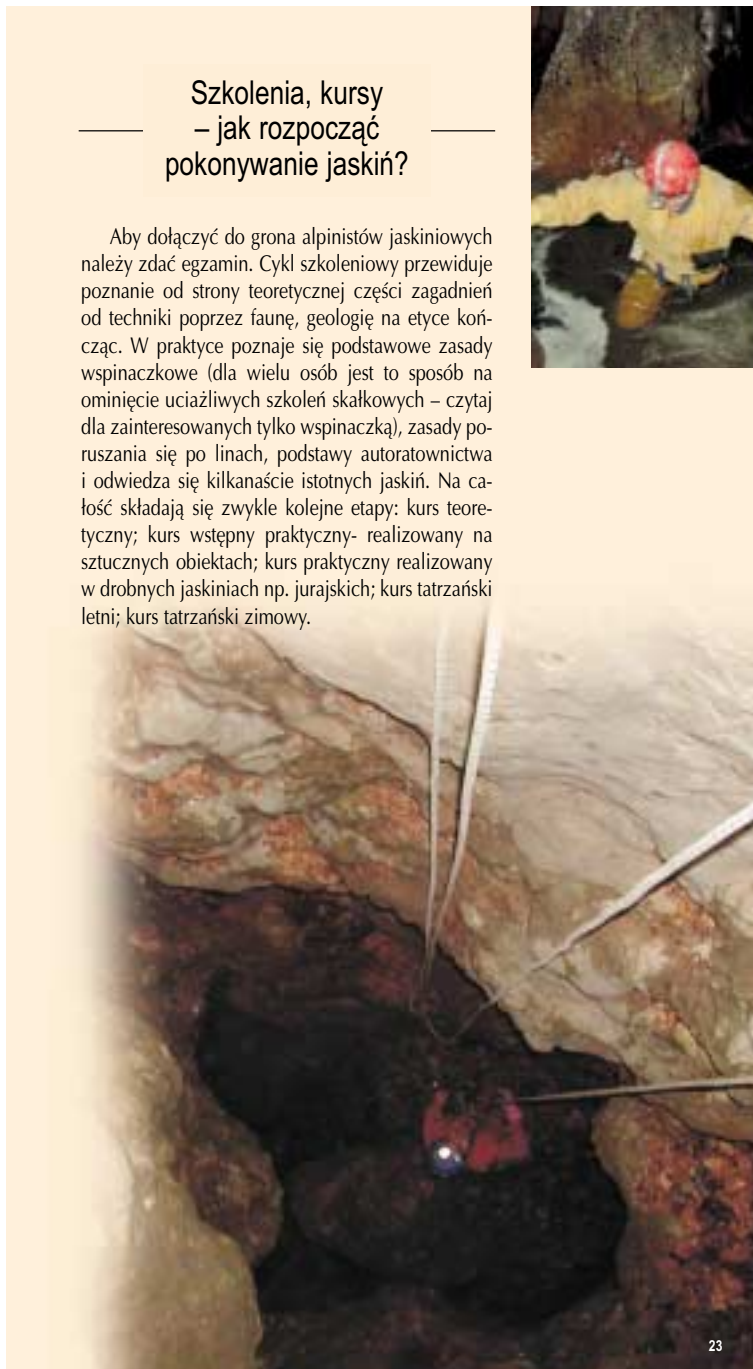 Szkolenia, kursy
– jak rozpocząć
pokonywanie jaskiń?
Aby dołączyć do grona alpinistów jaskiniowych
należy zdać egzamin. Cykl szkoleniowy przewiduje
poznanie od strony teoretycznej części zagadnień
od techniki poprzez faunę, geologię na etyce koń-
cząc. W praktyce poznaje się podstawowe zasady
wspinaczkowe (dla wielu osób jest to sposób na
ominięcie uciażliwych szkoleń skałkowych – czytaj
dla zainteresowanych tylko wspinaczką), zasady po-
ruszania się po linach, podstawy autoratownictwa
i odwiedza się kilkanaście istotnych jaskiń. Na ca-
łość składają się zwykle kolejne etapy: kurs teore-
tyczny; kurs wstępny praktyczny- realizowany na
sztucznych obiektach; kurs praktyczny realizowany
w drobnych jaskiniach np. jurajskich; kurs tatrzański
letni; kurs tatrzański zimowy.
23